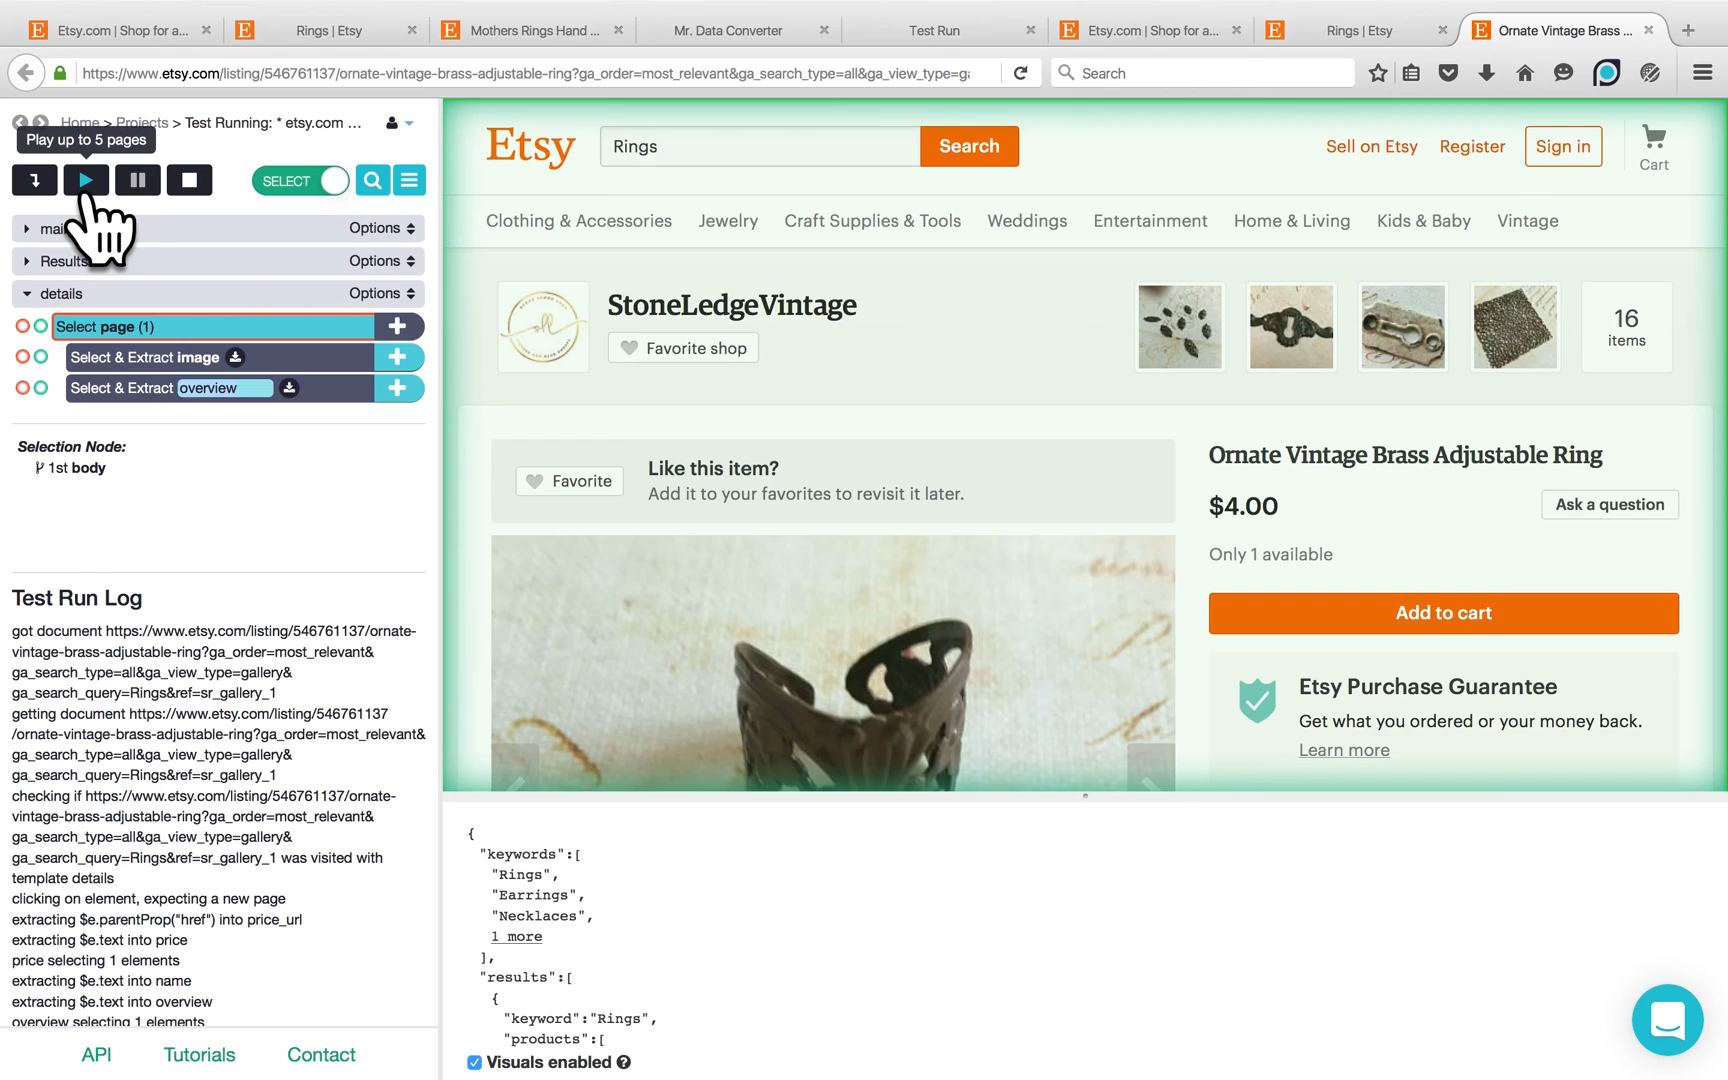 Etsy.com | Shop for a...
Rings | Etsy
Mothers Rings Hand ...
Mr. Data Converter
Test Run
Etsy.com | Shop for a...
Rings | Etsy
Ornate Vintage Brass ...
https://www.etsy.com/listing/546761137/ornate-vintage-brass-adjustable-ring?ga_order=most_relevant&ga_search_type=all&ga_view_type=ga
Search
Home > Projects > Test Running: * etsy.com ...
Play up to 5 pages
SELECT
Options
Results
Options
details
Options
Select page (1)
Select & Extract image
Select & Extract overview
Selection Node:
1st body
Test Run Log
got document https://www.etsy.com/listing/546761137/ornate-
vintage-brass-adjustable-ring?ga_order=most_relevant&
ga_search_type=all&ga_view_type=gallery&
ga_search_query=Rings&ref=sr_gallery_1
getting document https://www.etsy.com/listing/546761137
/ornate-vintage-brass-adjustable-ring?ga_order=most_relevant&
ga_search_type=all&ga_view_type=gallery&
ga_search_query=Rings&ref=sr_gallery_1
checking if https://www.etsy.com/listing/546761137/ornate-
vintage-brass-adjustable-ring?ga_order=most_relevant&
ga_search_type=all&ga_view_type=gallery&
ga_search_query=Rings&ref=sr_gallery_1 was visited with
template details
clicking on element, expecting a new page
extracting $e.parentProp("href") into price_url
extracting $e.text into price
price selecting 1 elements
extracting $e.text into name
extracting $e.text into overview
overview selecting 1 elements
API Tutorials Contact
Etsy
Rings
Search
Sell on Etsy
Register
Sign in
Cart
Clothing & Accessories
Jewelry
Craft Supplies & Tools
Weddings
Entertainment
Home & Living
Kids & Baby
Vintage
StoneLedgeVintage
Favorite shop
16
items
Favorite
Like this item?
Add it to your favorites to revisit it later.
Ornate Vintage Brass Adjustable Ring
$4.00
Ask a question
Only 1 available
Add to cart
Etsy Purchase Guarantee
Get what you ordered or your money back.
Learn more
{
"keywords":[
"Rings",
"Earrings",
"Necklaces",
1 more
],
"results":[
{
"keyword":"Rings",
"products":[
Visuals enabled